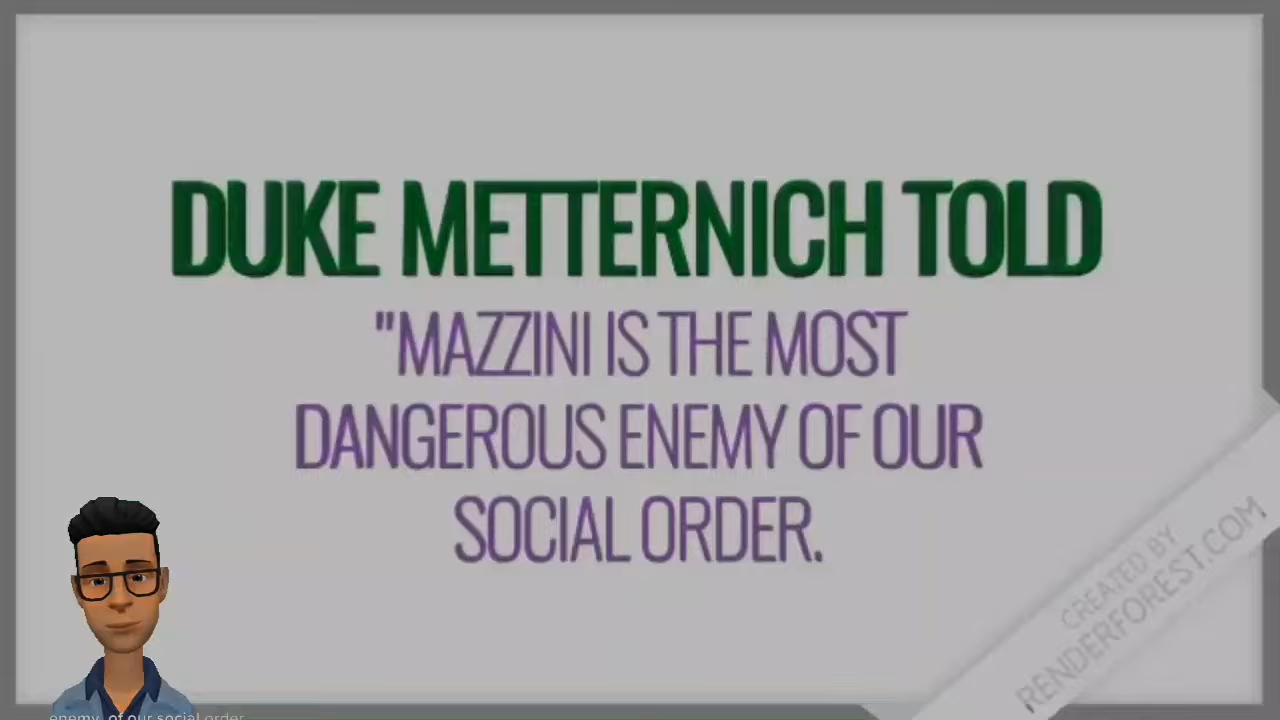 DUKE METTERNICH TOLD
"MAZZINI IS THE MOST
DANGEROUS ENEMY OF OUR
SOCIAL ORDER.
CREATED BY
RENDERFOREST.COM
enemy of our social order